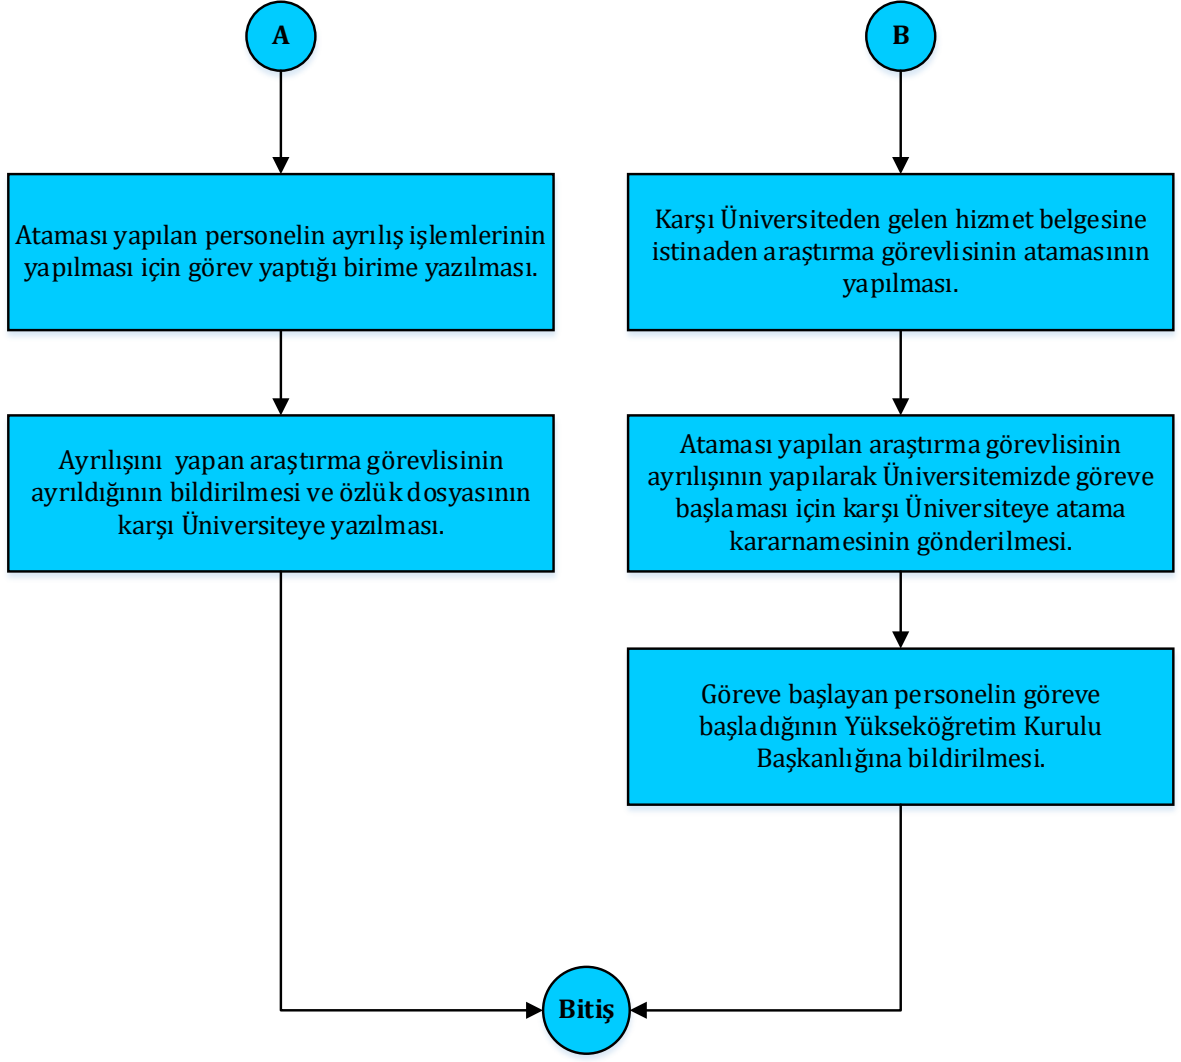 A
Ataması yapılan personelin ayrılış işlemlerinin
yapılması için görev yaptığı birime yazılması.
Ayrılışını yapan araştırma görevlisinin
ayrıldığının bildirilmesi ve özlük dosyasının
karşı Üniversiteye yazılması.
B
Karşı Üniversiteden gelen hizmet belgesine
istinaden araştırma görevlisinin atamasının
yapılması.
Ataması yapılan araştırma görevlisinin
ayrılışının yapılarak Üniversitemizde göreve
başlaması için karşı Üniversiteye atama
kararnamesinin gönderilmesi.
Göreve başlayan personelin göreve
başladığının Yükseköğretim Kurulu
Başkanlığına bildirilmesi.
Bitiş